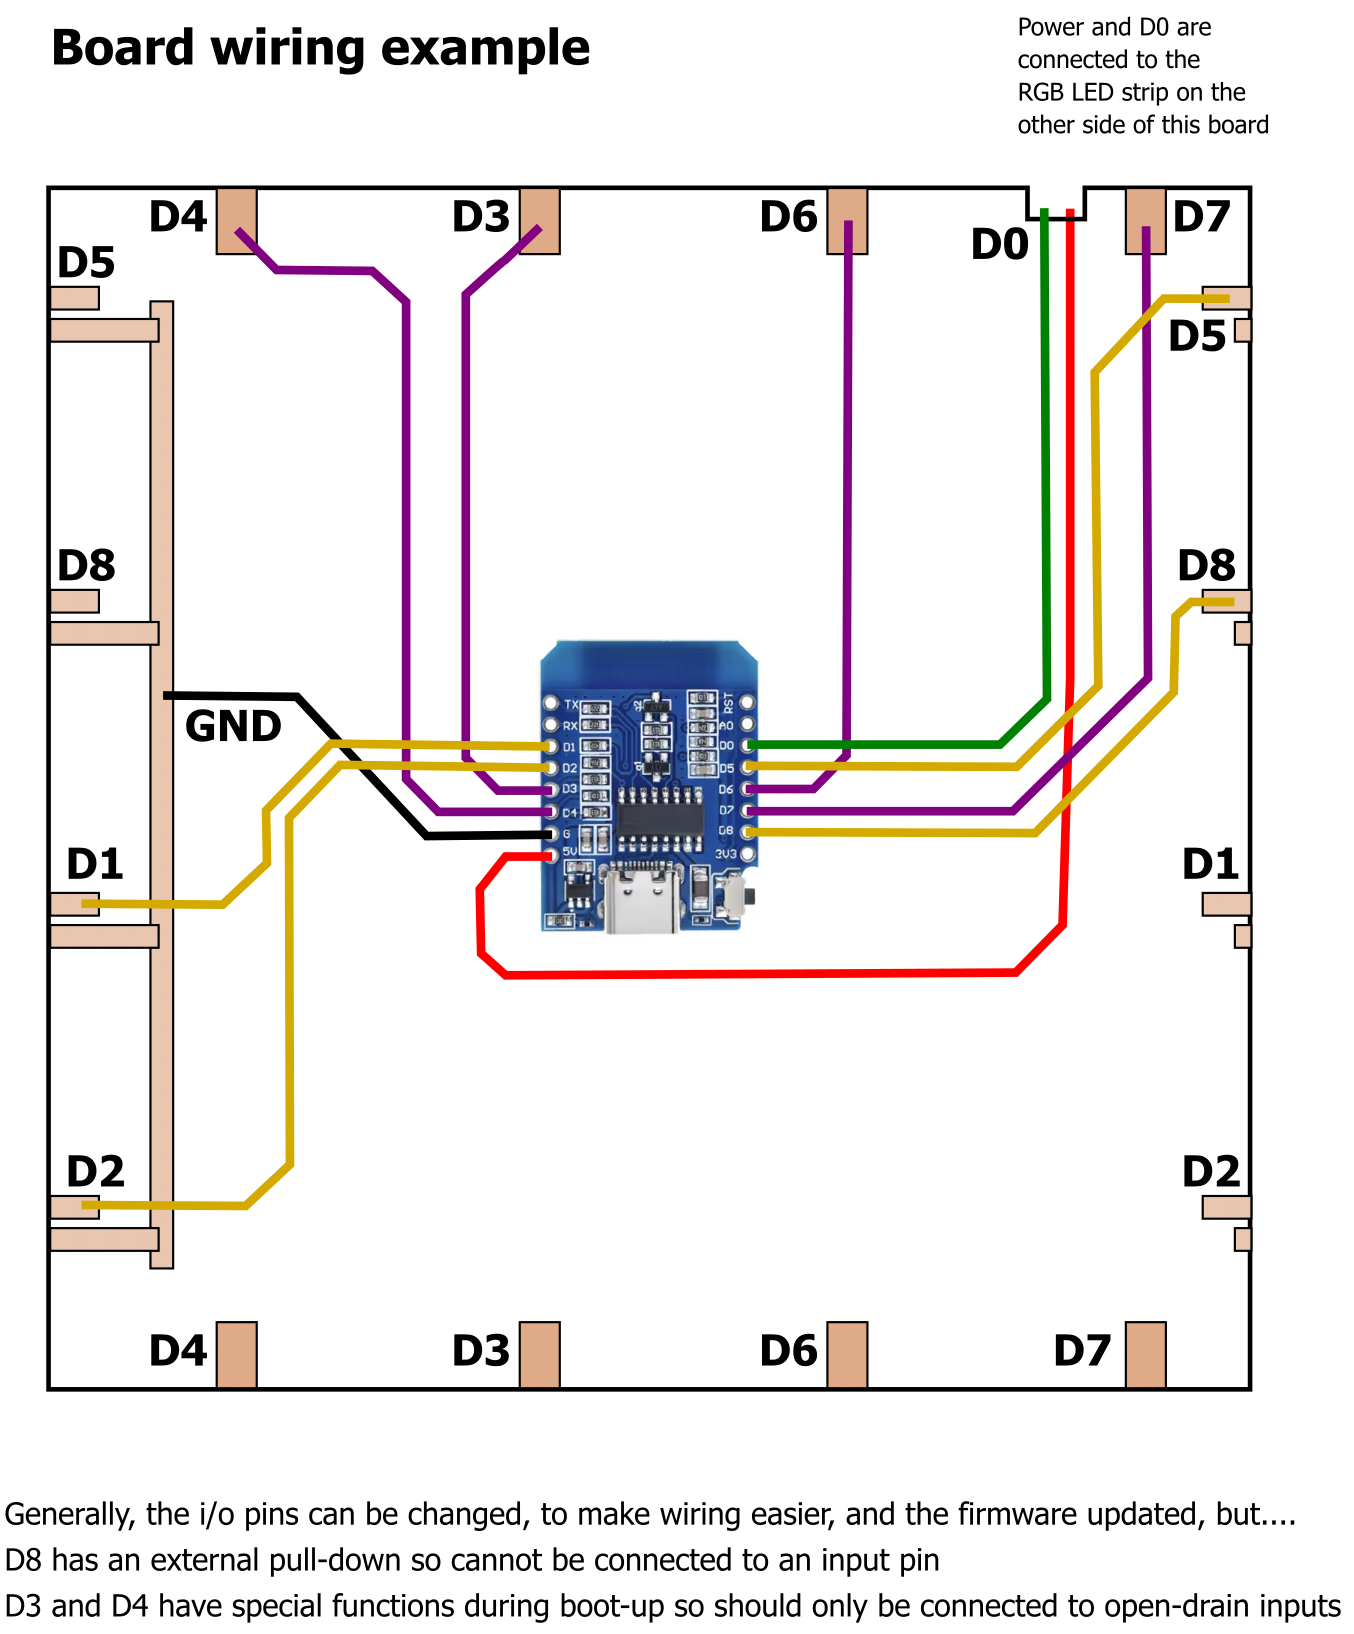 Board wiring example
Power and D0 are
connected to the
RGB LED strip on the
other side of this board
D4
D3
D6
D0
D7
D5
D5
D8
D8
GND
TX
RX
D1
D2
D3
D4
G
5V
RST
A0
D0
D5
D6
D7
D8
3V3
D1
D1
D2
D2
D4
D3
D6
D7
Generally, the i/o pins can be changed, to make wiring easier, and the firmware updated, but....
D8 has an external pull-down so cannot be connected to an input pin
D3 and D4 have special functions during boot-up so should only be connected to open-drain inputs